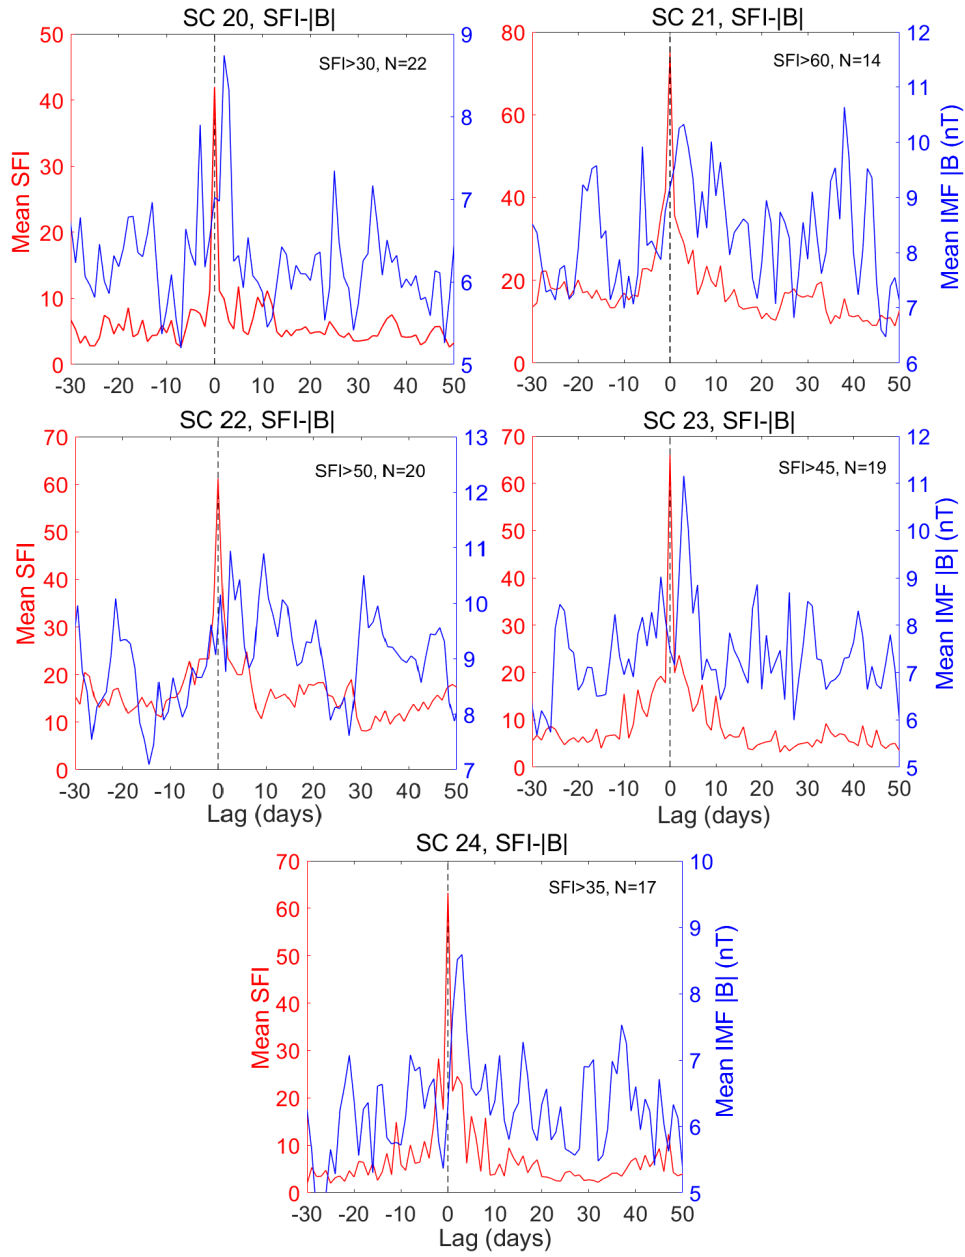 SC 20, SFI-|B|
SFI>30, N=22
Mean SFI
50
40
30
20
10
0
9
8
7
6
5
-30 -20 -10 0 10 20 30 40 50
SC 21, SFI-|B|
SFI>60, N=14
80
60
40
20
0
12
11
10
9
8
7
6
Mean IMF |B (nT)
-30 -20 -10 0 10 20 30 40 50
SC 22, SFI-|B|
SFI>50, N=20
Mean SFI
70
60
50
40
30
20
10
0
13
12
11
10
9
8
7
-30 -20 -10 0 10 20 30 40 50
Lag (days)
SC 23, SFI-|B|
SFI>45, N=19
70
60
50
40
30
20
10
0
12
11
10
9
8
7
6
5
Mean IMF |B| (nT)
-30 -20 -10 0 10 20 30 40 50
Lag (days)
SC 24, SFI-|B|
SFI>35, N=17
Mean SFI
70
60
50
40
30
20
10
0
10
9
8
7
6
5
Mean IMF |B| (nT)
-30 -20 -10 0 10 20 30 40 50
Lag (days)